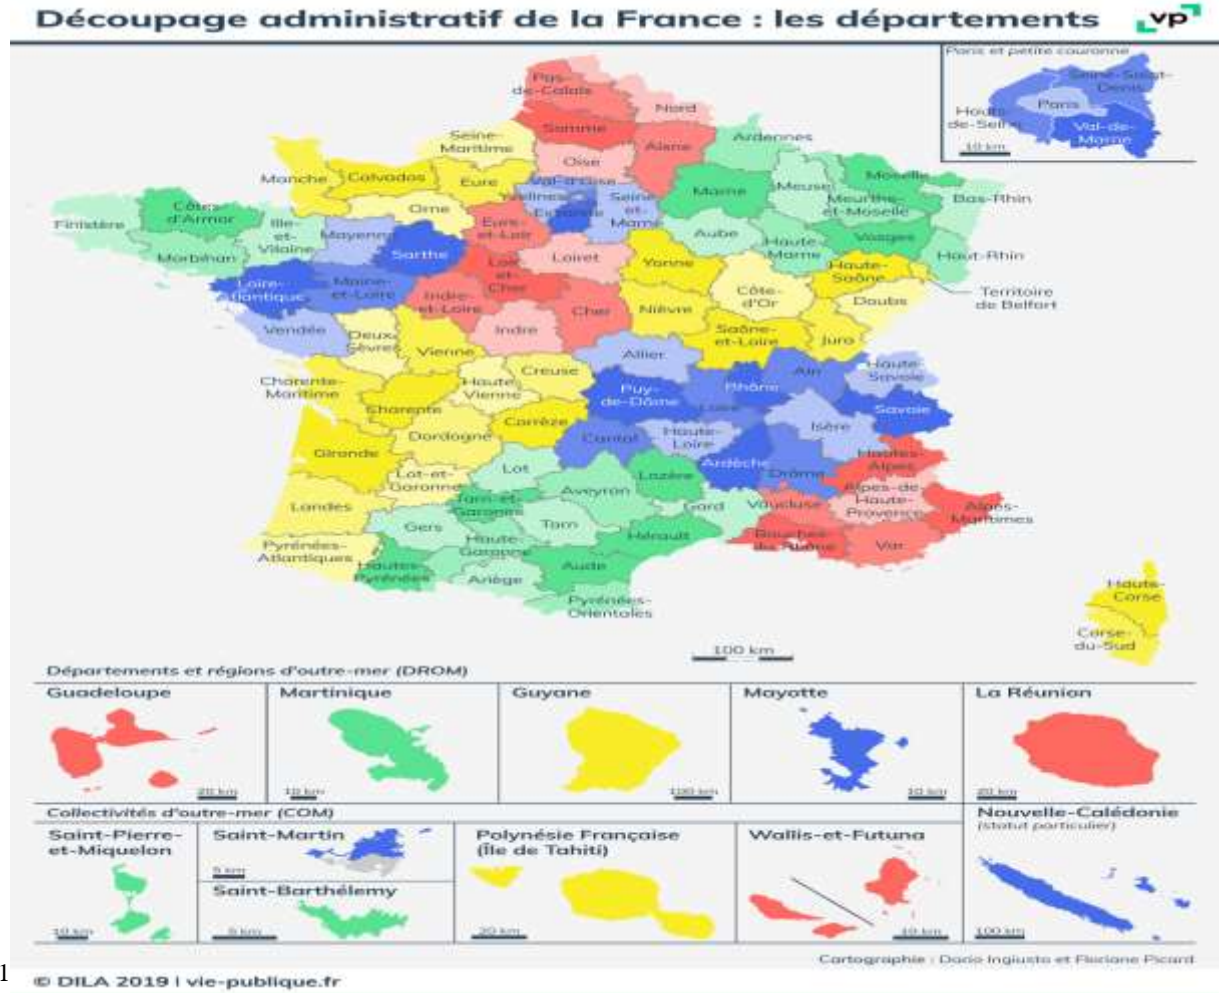 Découpage administratif de la France : les départements
vp
Paris et petite couronne
Seine-Saint-
Denis
Paris
Hauts-
de-Seine
Val-de-
Marne
10 km
Pas-
de-Calais
Nord
Somme
Seine-
Maritime
Aisne
Ardennes
Oise
Manche
Calvados
Eure
Val-d'Oise
Marne
Meuse
Moselle
Yvelines
Seine-
et-
Marne
Essonne
Meurthe-
et-Moselle
Bas-Rhin
Finistère
Côtes-
d'Armor
Ille-
et-
Vilaine
Orne
Mayenne
Eure-
et-Loir
Aube
Haute-
Marne
Vosges
Morbihan
Sarthe
Loiret
Yonne
Haute-
Saône
Haut-Rhin
Loire-
Atlantique
Maine-
et-Loire
Loir-
et-
Cher
Indre-
et-Loire
Cher
Nièvre
Côte-
d'Or
Doubs
Territoire
de Belfort
Vendée
Deux-
Sèvres
Vienne
Indre
Saône-
et-Loire
Jura
Allier
Charente-
Maritime
Haute-
Vienne
Creuse
Puy-
de-Dôme
Rhône
Ain
Haute-
Savoie
Charente
Corrèze
Loire
Savoie
Dordogne
Cantal
Haute-
Loire
Isère
Gironde
Lot-et-
Garonne
Lot
Lozère
Ardèche
Drôme
Hautes-
Alpes
Landes
Tarn-et-
Garonne
Aveyron
Gard
Vaucluse
Alpes-de-
Haute-
Provence
Alpes-
Maritimes
Gers
Tarn
Hérault
Bouches-
du-Rhône
Var
Pyrénées-
Atlantiques
Haute-
Garonne
Hautes-
Pyrénées
Ariège
Aude
Pyrénées-
Orientales
Haute-
Corse
Corse-
du-Sud
100 km
Départements et régions d'outre-mer (DROM)
Guadeloupe
20 km
Martinique
10 km
Guyane
100 km
Mayotte
10 km
La Réunion
20 km
Collectivités d'outre-mer (COM)
Saint-Pierre-
et-Miquelon
10 km
Saint-Martin
5 km
Saint-Barthélemy
5 km
Polynésie Française
(Île de Tahiti)
20 km
Wallis-et-Futuna
10 km
Nouvelle-Calédonie
(statut particulier)
100 km
Cartographie : Dario Ingiusto et Floriane Picard
1
© DILA 2019 | vie-publique.fr